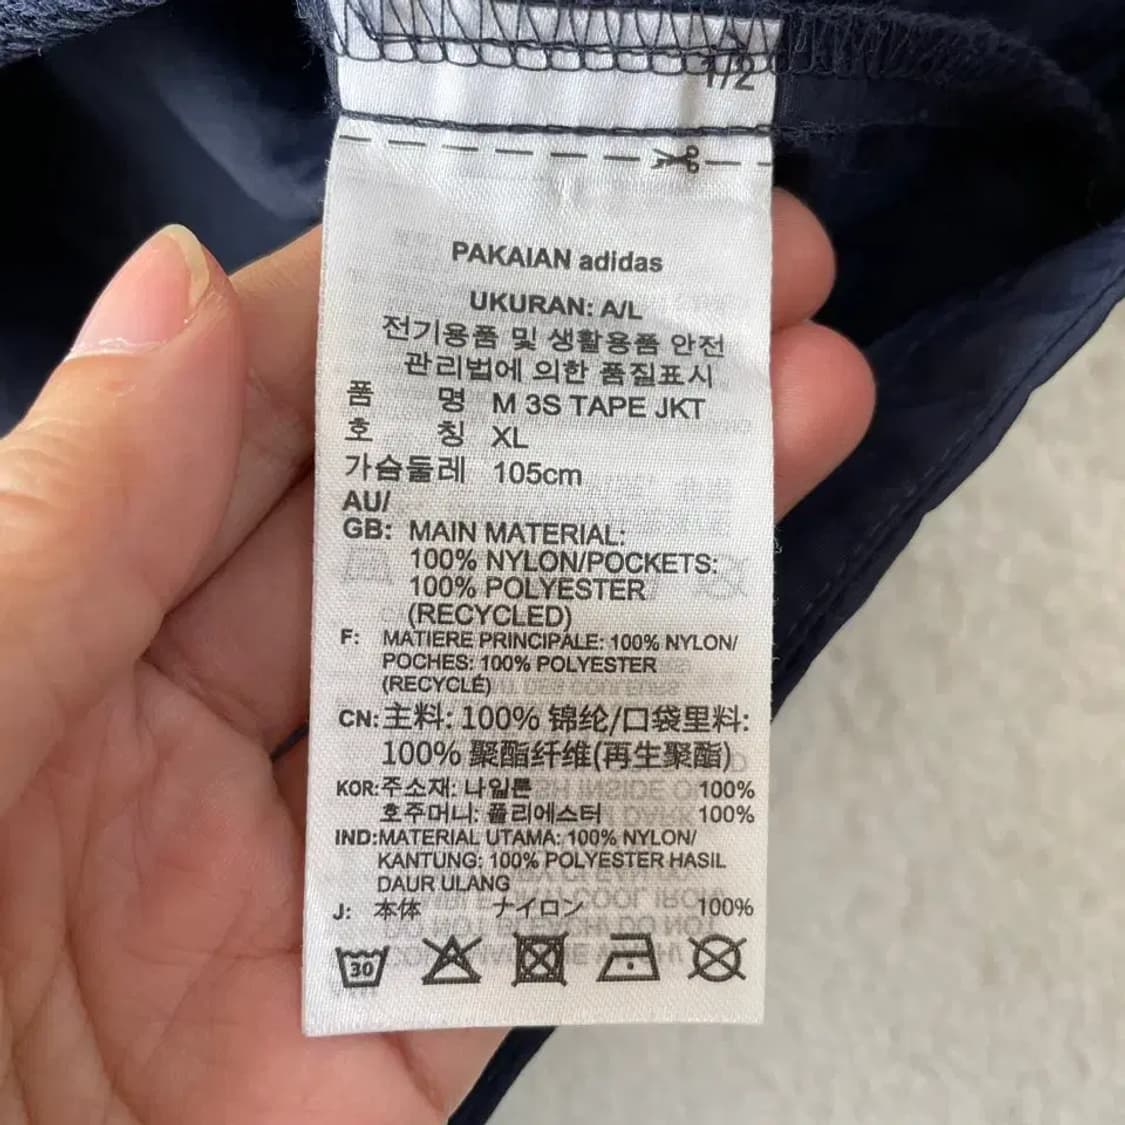 1/2
PAKAIAN adidas
UKURAN: A/L
전기용품 및 생활용품 안전
관리법에 의한 품질표시
품 명 M 3S TAPE JKT
호 칭 XL
가슴둘레 105cm
AU/
GB: MAIN MATERIAL:
100% NYLON/POCKETS:
100% POLYESTER
(RECYCLED)
F: MATIERE PRINCIPALE: 100% NYLON/
POCHES: 100% POLYESTER
(RECYCLÉ)
CN: 主料: 100% 锦纶/口袋里料:
100% 聚酯纤维(再生聚酯)
KOR: 주소재: 나일론 100%
호주머니: 폴리에스터 100%
IND: MATERIAL UTAMA: 100% NYLON/
KANTUNG: 100% POLYESTER HASIL
DAUR ULANG
J: 本体 ナイロン 100%
30